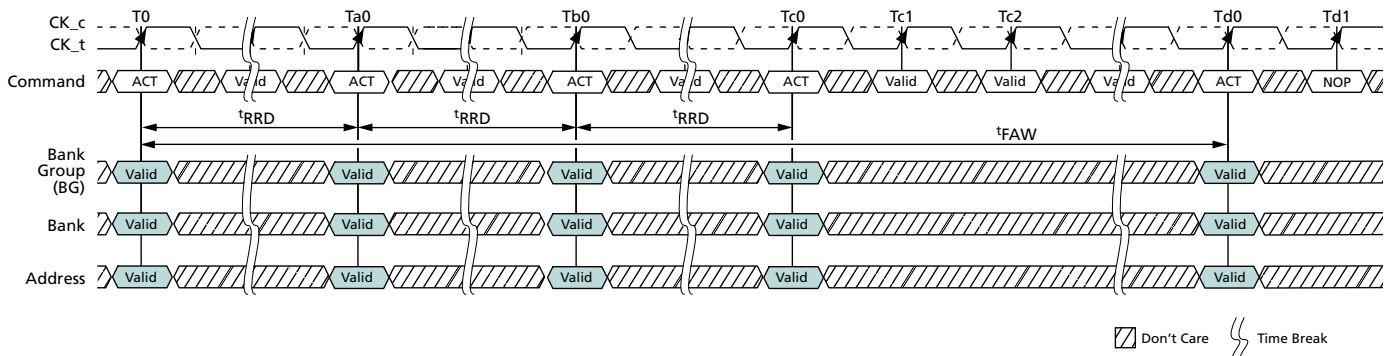 T0 Ta0 Tb0 Tc0 Tc1 Tc2 Td0 Td1
CK_c
CK_t
Command ACT Valid ACT Valid ACT Valid ACT Valid Valid Valid ACT NOP
tRRD tRRD tRRD
tFAW
Bank
Group
(BG)
Valid Valid Valid Valid Valid
Bank Valid Valid Valid Valid Valid
Address Valid Valid Valid Valid Valid
Don't Care Time Break